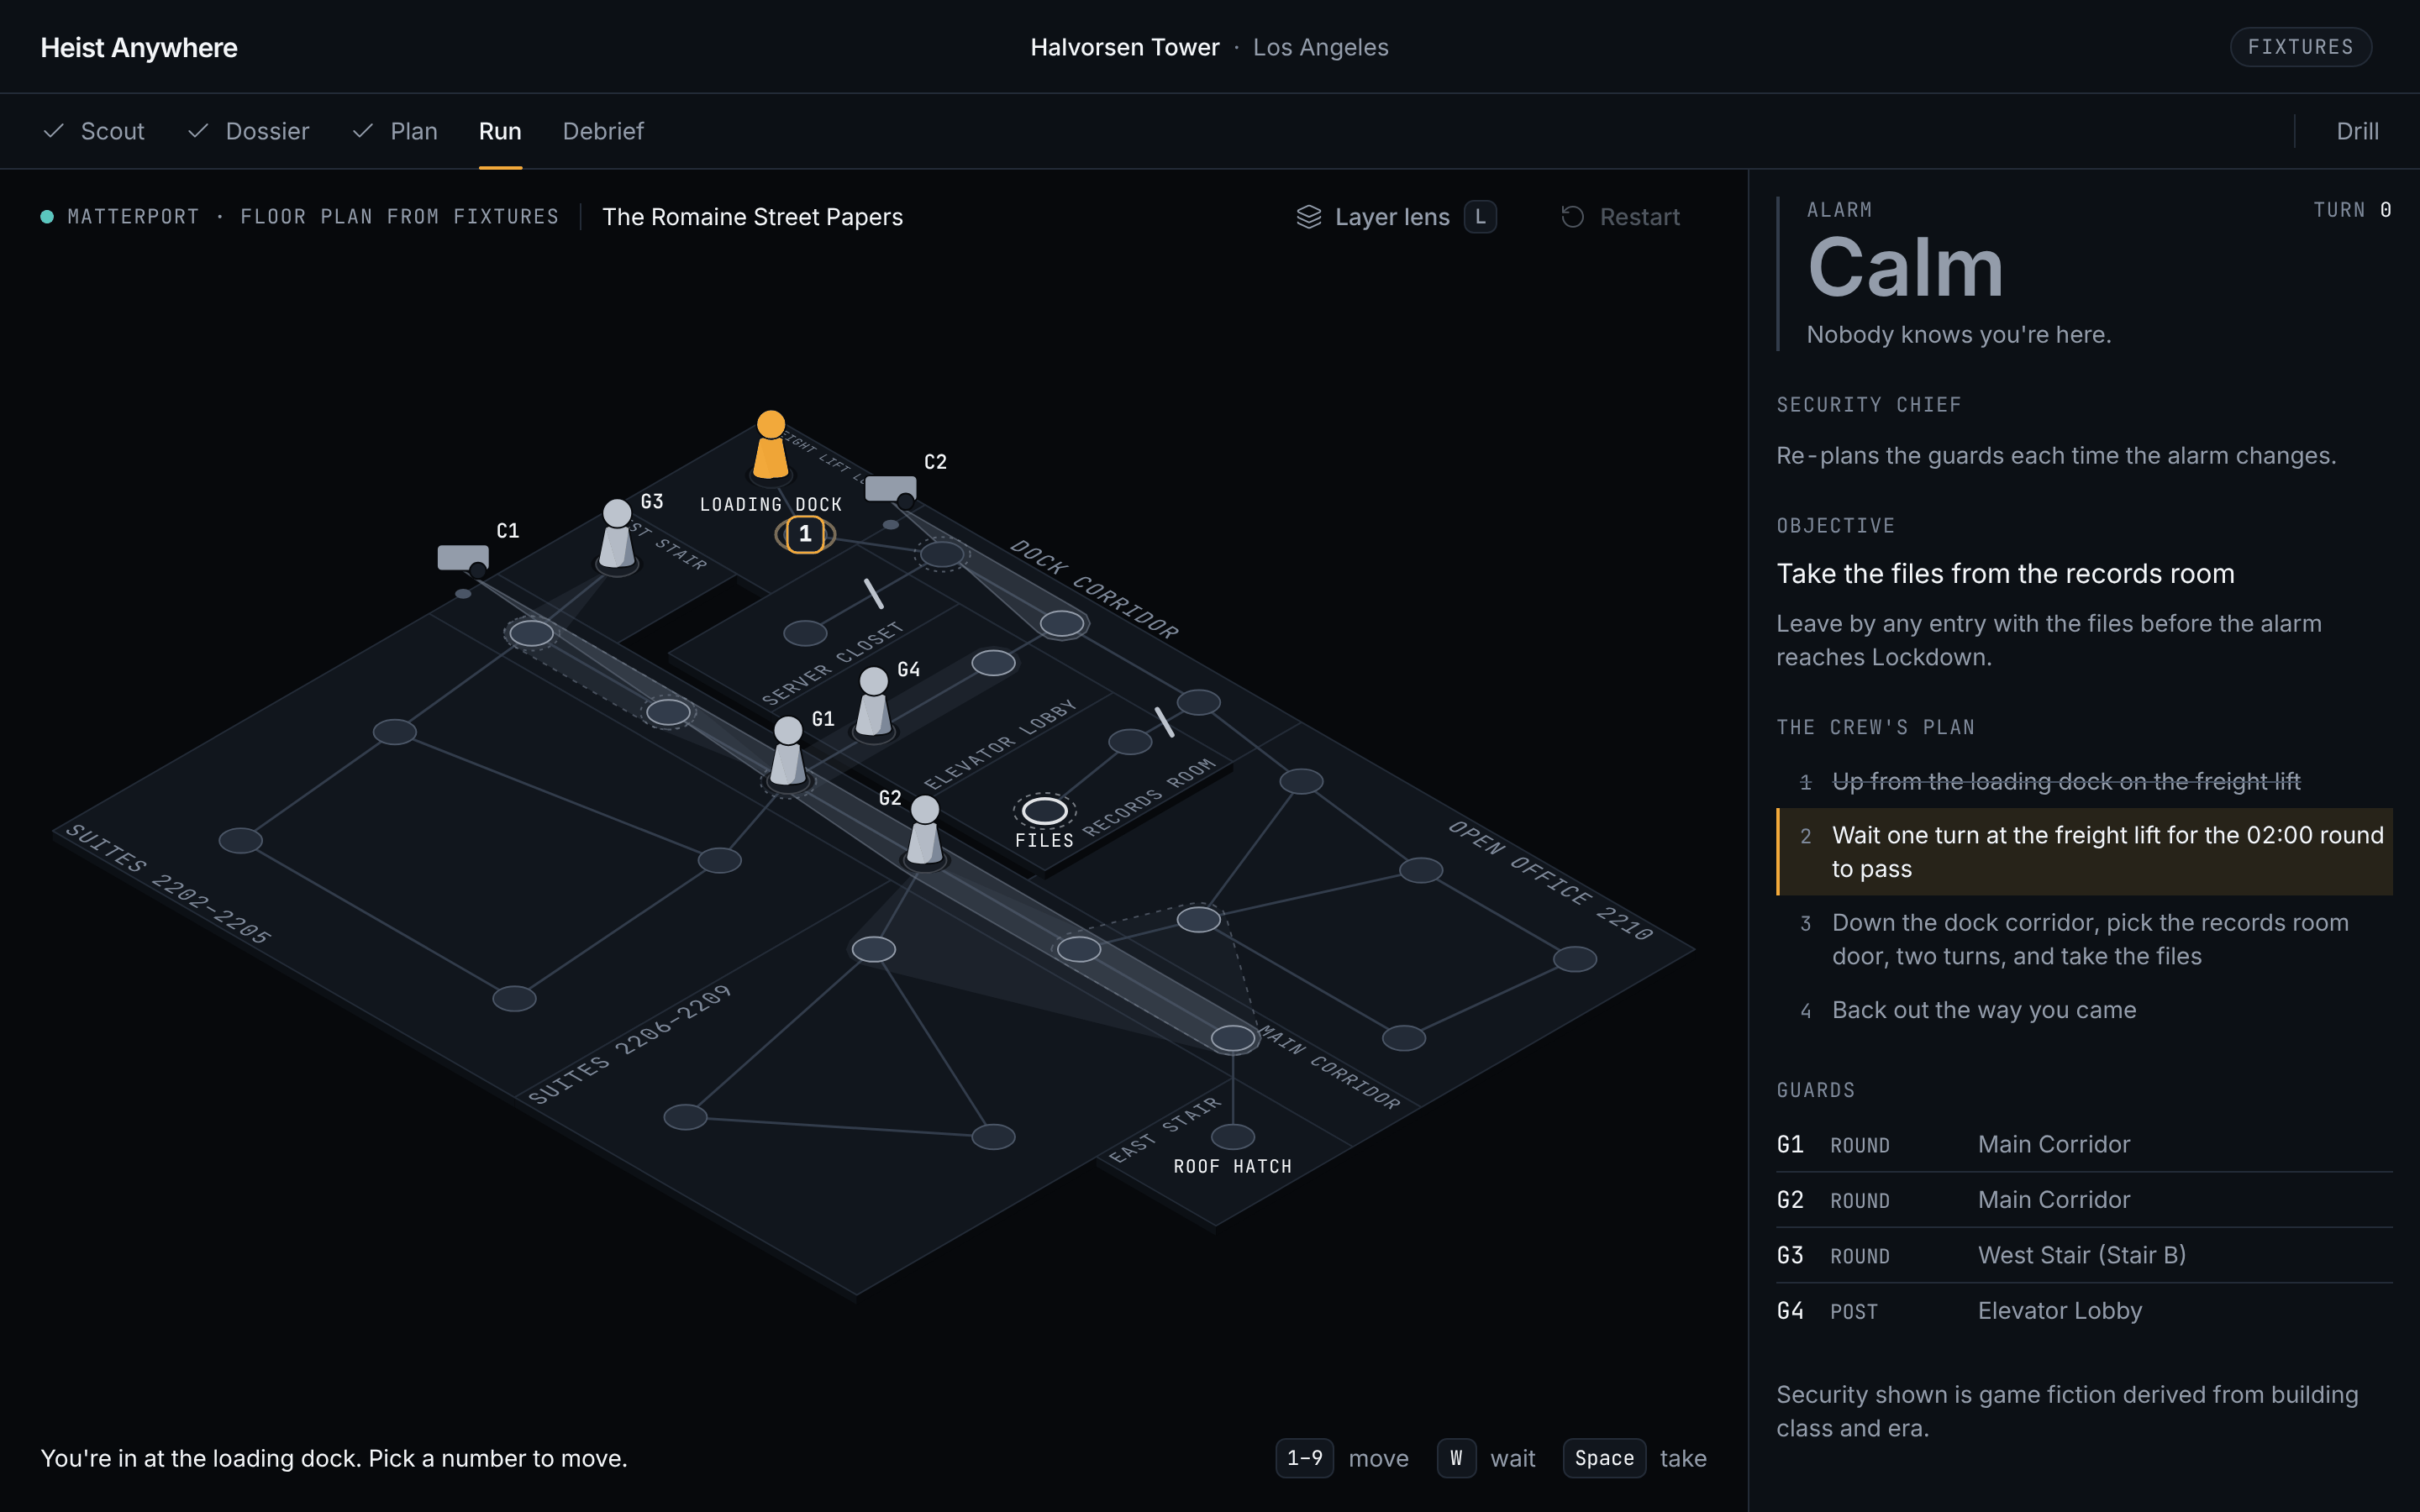 Heist Anywhere
Halvorsen Tower · Los Angeles
FIXTURES
Scout
Dossier
Plan
Run
Debrief
Drill
MATTERPORT · FLOOR PLAN FROM FIXTURES
The Romaine Street Papers
Layer lens L
Restart
C2
LOADING DOCK
1
G3
ST STAIR
C1
DOCK CORRIDOR
SERVER CLOSET
G4
G1
ELEVATOR LOBBY
G2
RECORDS ROOM
FILES
OPEN OFFICE 2210
SUITES 2202-2205
SUITES 2206-2209
MAIN CORRIDOR
EAST STAIR
ROOF HATCH
You're in at the loading dock. Pick a number to move.
1-9 move
W wait
Space take
ALARM
TURN 0
Calm
Nobody knows you're here.
SECURITY CHIEF
Re-plans the guards each time the alarm changes.
OBJECTIVE
Take the files from the records room
Leave by any entry with the files before the alarm
reaches Lockdown.
THE CREW'S PLAN
1 Up from the loading dock on the freight lift
2 Wait one turn at the freight lift for the 02:00 round
to pass
3 Down the dock corridor, pick the records room
door, two turns, and take the files
4 Back out the way you came
GUARDS
G1 ROUND Main Corridor
G2 ROUND Main Corridor
G3 ROUND West Stair (Stair B)
G4 POST Elevator Lobby
Security shown is game fiction derived from building
class and era.